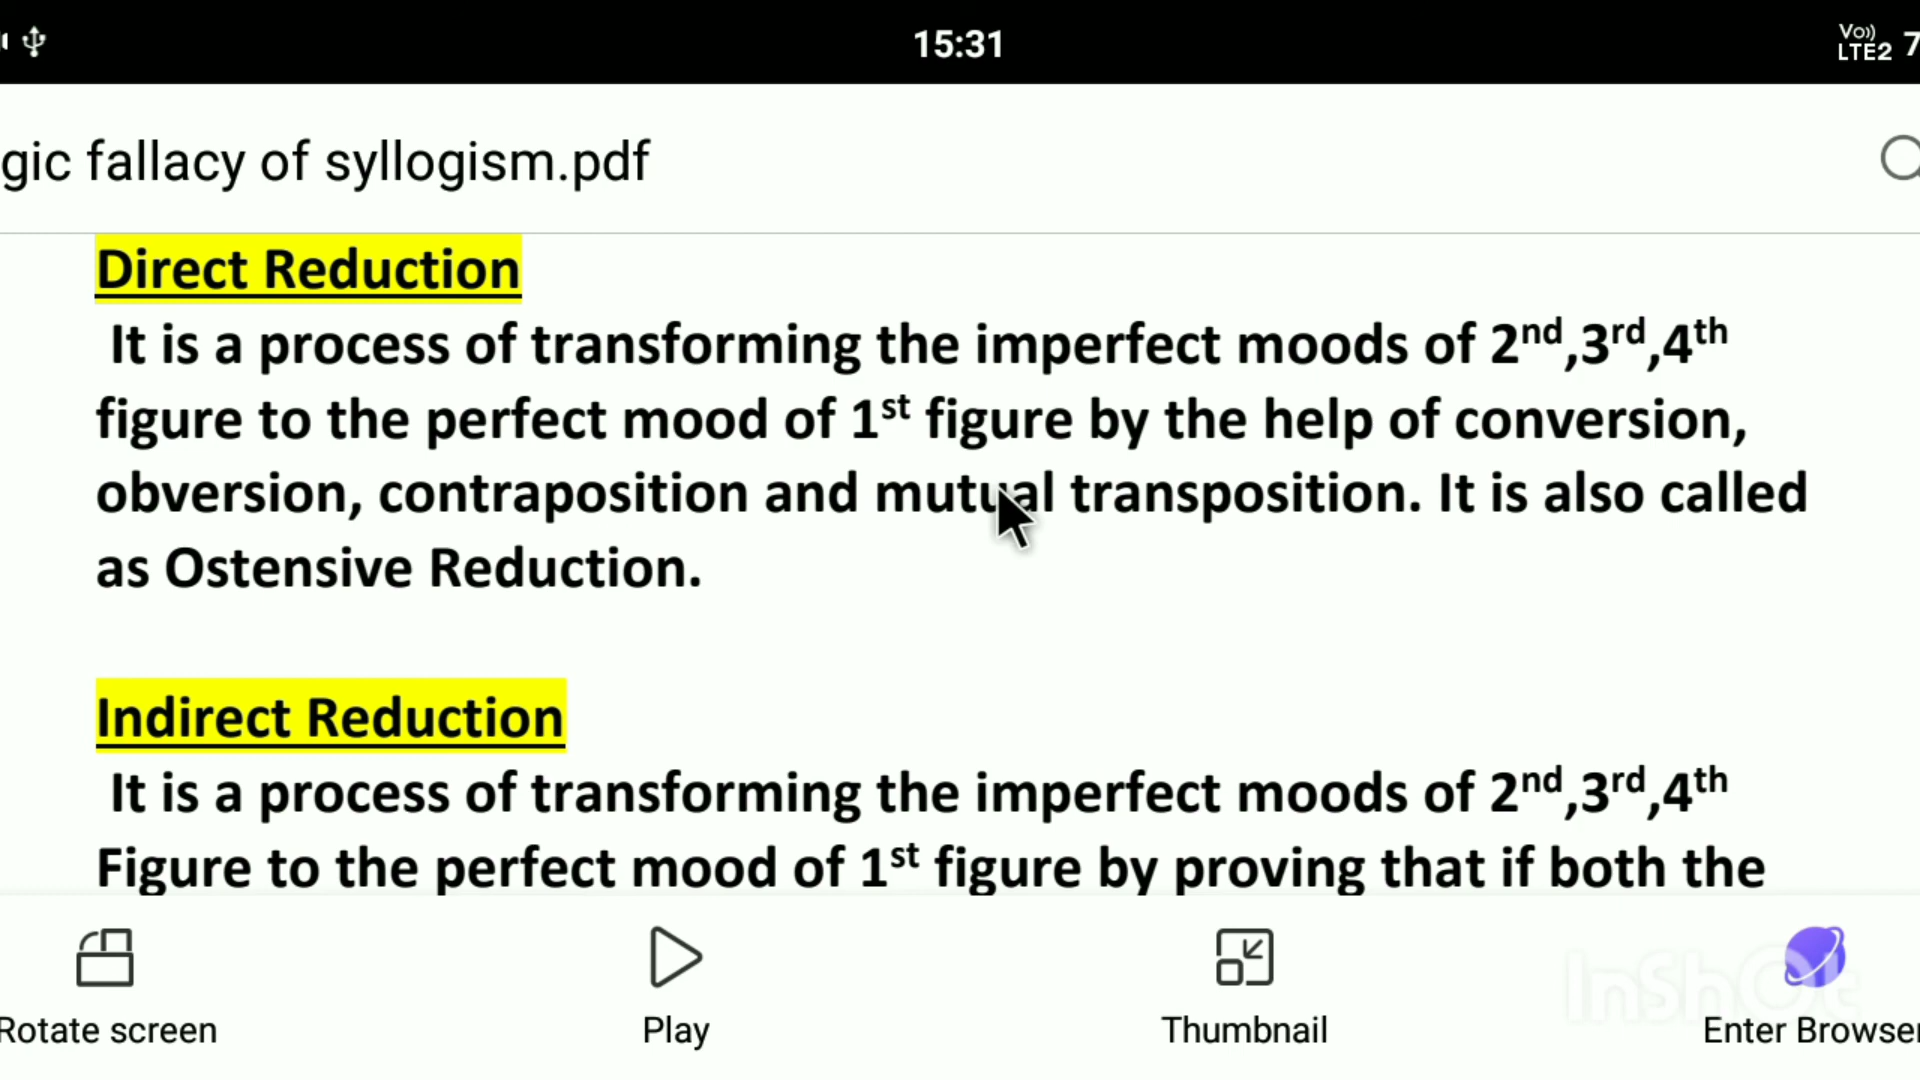 15:31
Vo))
LTE2 7
gic fallacy of syllogism.pdf
Direct Reduction
It is a process of transforming the imperfect moods of 2nd,3rd,4th
figure to the perfect mood of 1st figure by the help of conversion,
obversion, contraposition and mutual transposition. It is also called
as Ostensive Reduction.
Indirect Reduction
It is a process of transforming the imperfect moods of 2nd,3rd,4th
Figure to the perfect mood of 1st figure by proving that if both the
InShOt
Rotate screen
Play
Thumbnail
Enter Browser